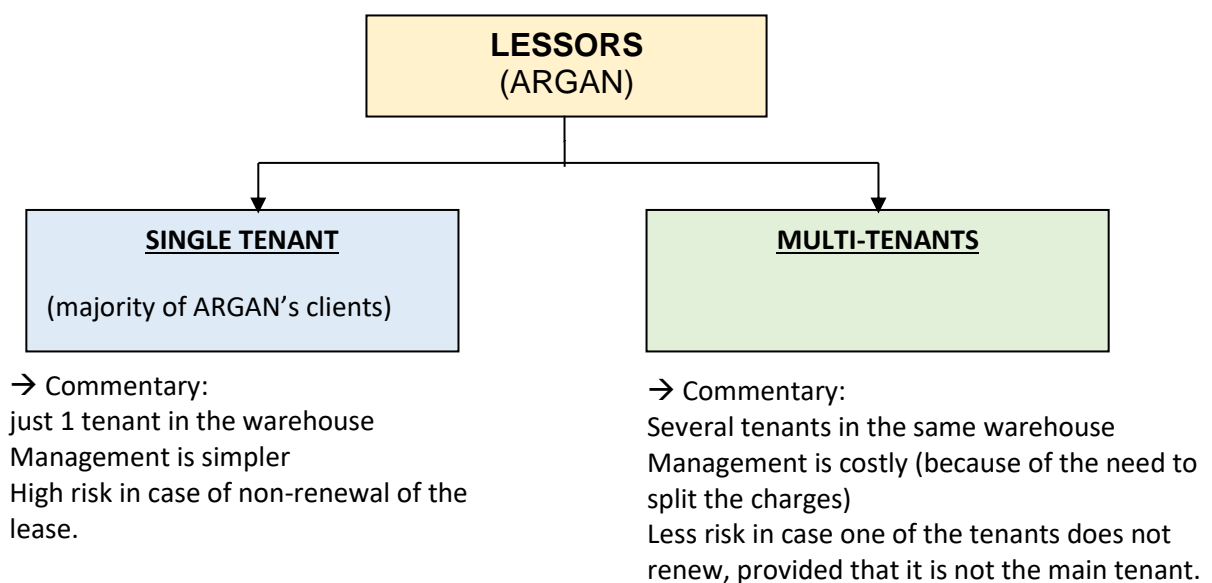 LESSORS
(ARGAN)
SINGLE TENANT
(majority of ARGAN’s clients)
→ Commentary:
just 1 tenant in the warehouse
Management is simpler
High risk in case of non-renewal of the
lease.
MULTI-TENANTS
→ Commentary:
Several tenants in the same warehouse
Management is costly (because of the need to
split the charges)
Less risk in case one of the tenants does not
renew, provided that it is not the main tenant.